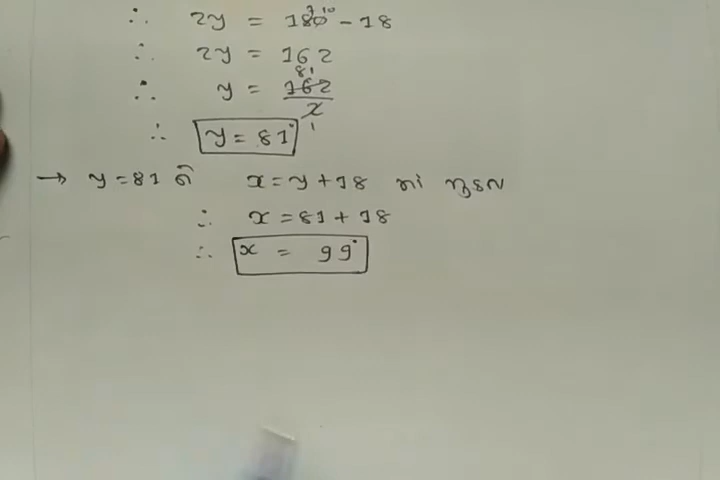 ∴ 2y = 180 - 18
∴ 2y = 162
∴ y = 162/2
∴ y = 81°
→ y = 81 ને x = y + 18 માં મુકતા
∴ x = 81 + 18
∴ x = 99°